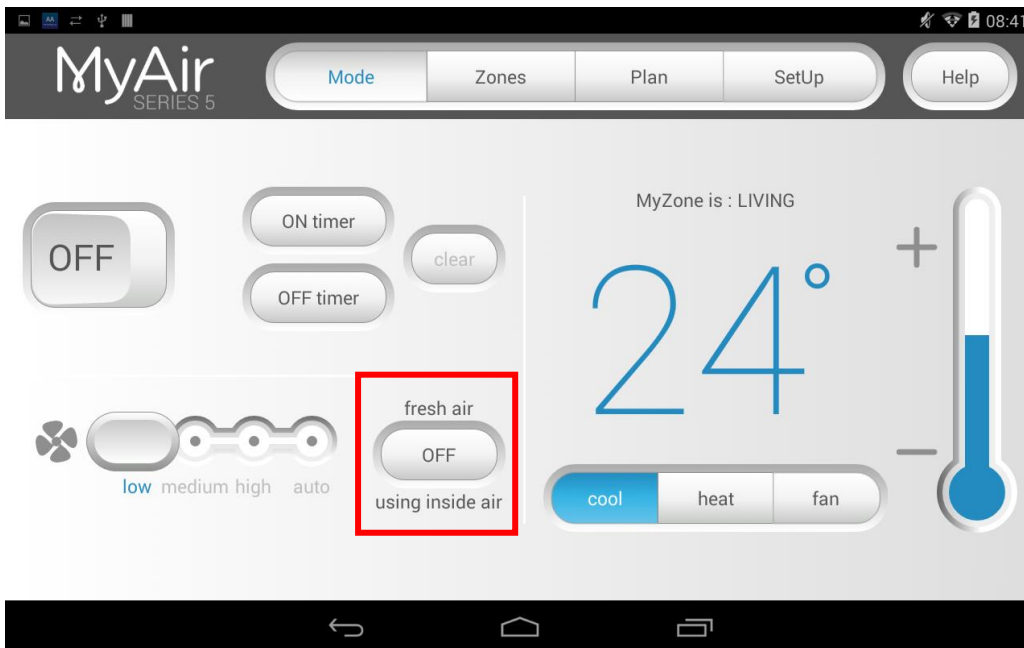 AA
08:41
MyAir
SERIES 5
Mode
Zones
Plan
SetUp
Help
OFF
ON timer
OFF timer
clear
MyZone is : LIVING
24°
+
−
fresh air
OFF
using inside air
low medium high auto
cool
heat
fan